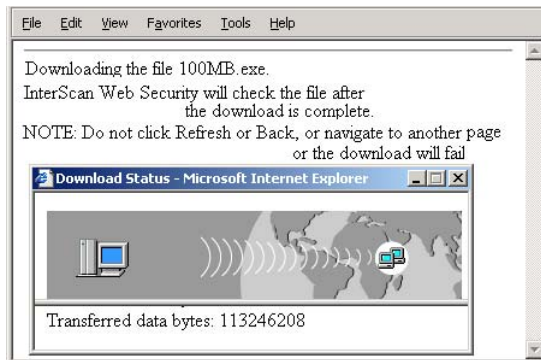 File Edit View Favorites Tools Help
Downloading the file 100MB.exe.
InterScan Web Security will check the file after
the download is complete.
NOTE: Do not click Refresh or Back, or navigate to another page
or the download will fail
Download Status - Microsoft Internet Explorer
Transferred data bytes: 113246208